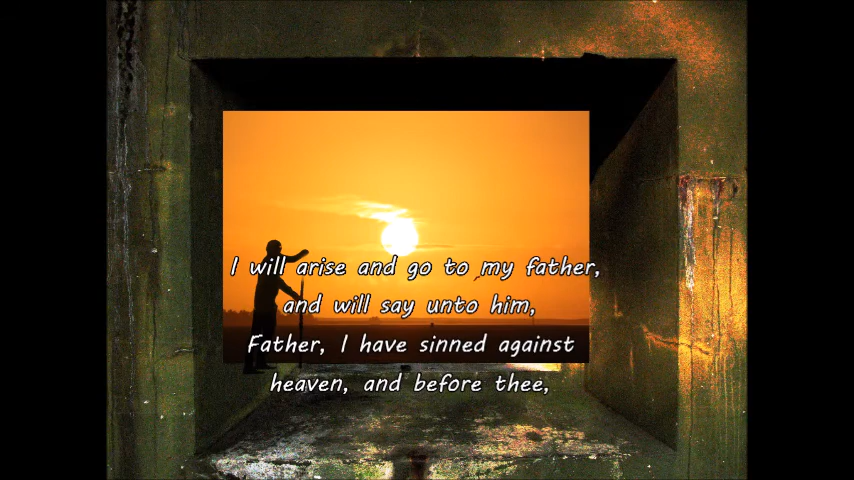 I will arise and go to my father,
and will say unto him,
Father, I have sinned against
heaven, and before thee,